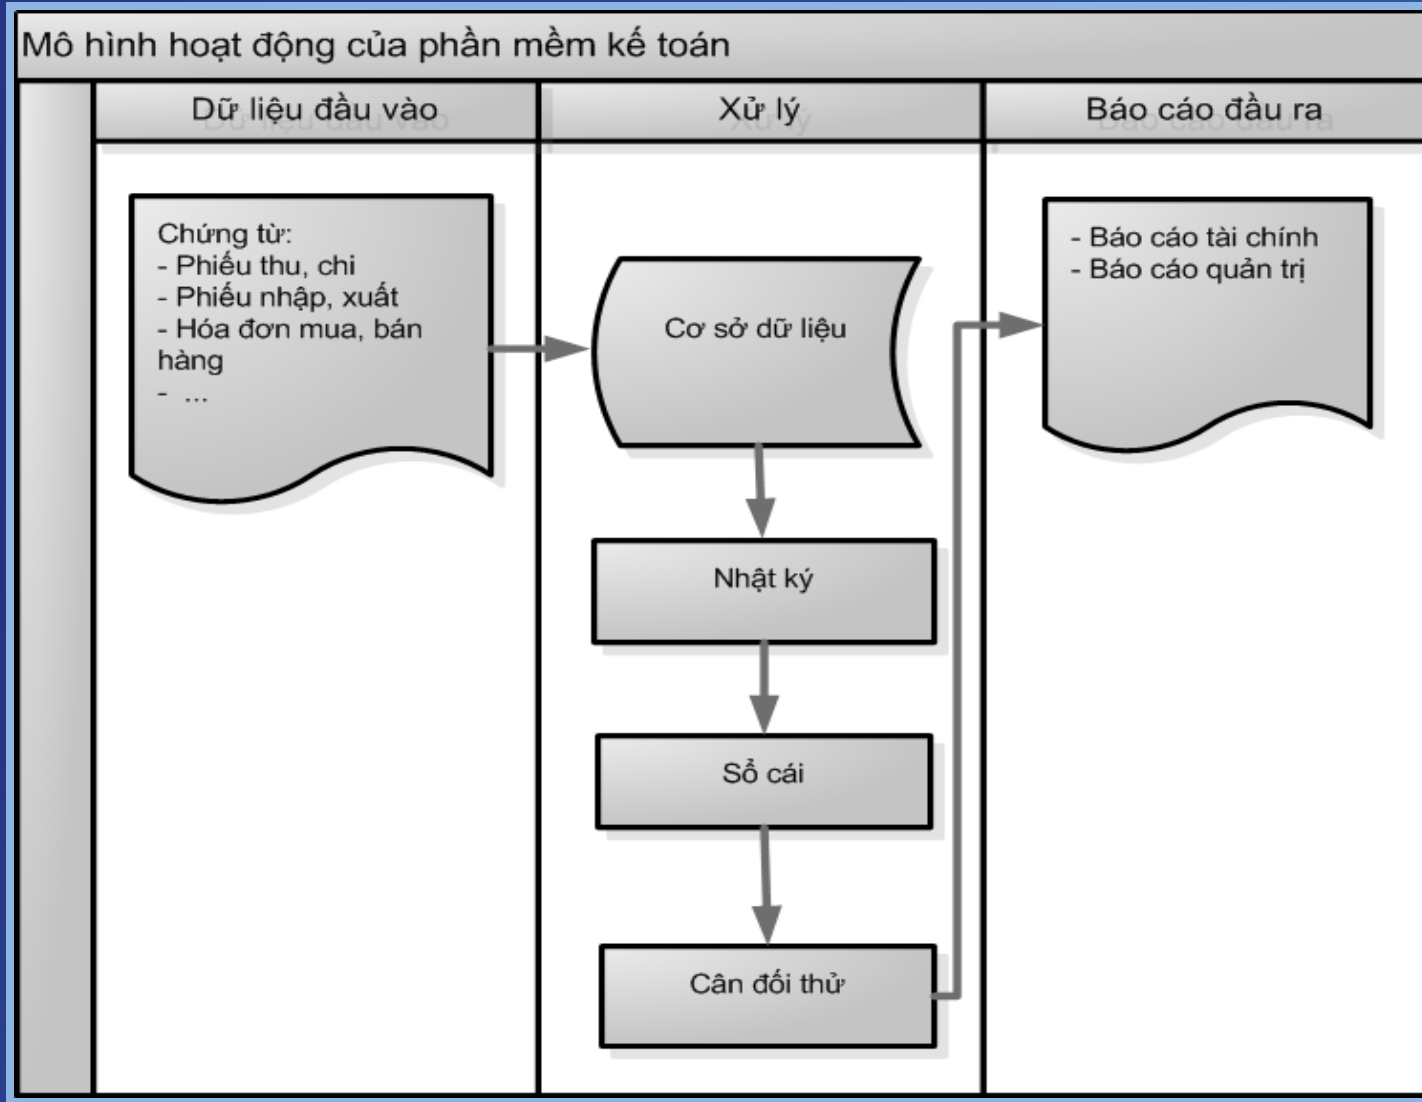 Mô hình hoạt động của phần mềm kế toán
Dữ liệu đầu vào
Xử lý
Báo cáo đầu ra
Chứng từ:
- Phiếu thu, chi
- Phiếu nhập, xuất
- Hóa đơn mua, bán
hàng
- ...
Cơ sở dữ liệu
Nhật ký
Sổ cái
Cân đối thử
- Báo cáo tài chính
- Báo cáo quản trị